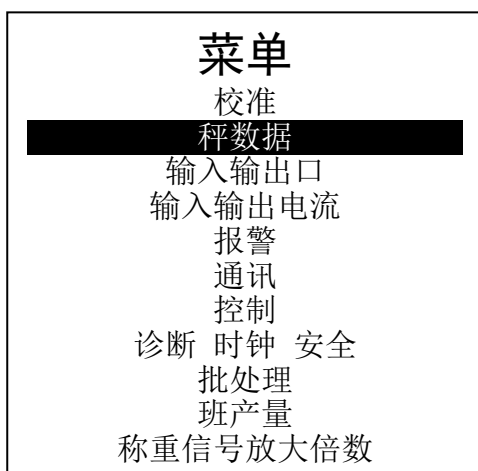 菜单
校准
秤数据
输入输出口
输入输出电流
报警
通讯
控制
诊断 时钟 安全
批处理
班产量
称重信号放大倍数